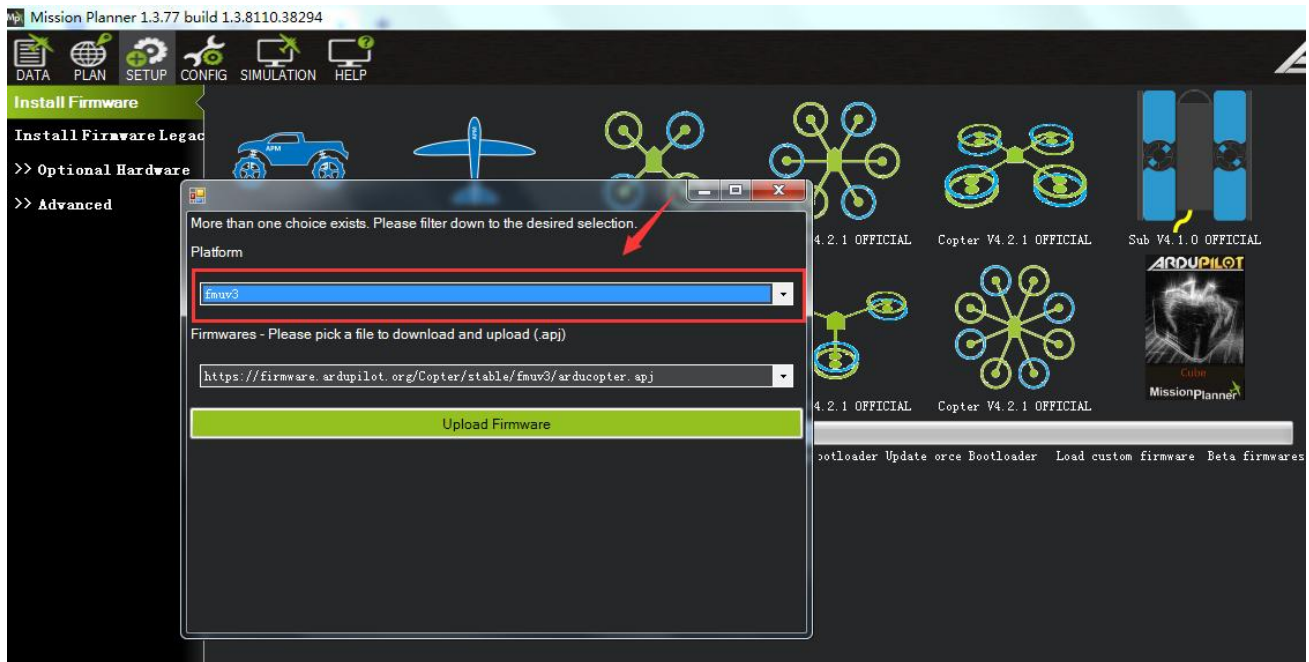 Mission Planner 1.3.77 build 1.3.8110.38294
DATA PLAN SETUP CONFIG SIMULATION HELP
Install Firmware
Install Firmware Legac
>> Optional Hardware
>> Advanced
APM
More than one choice exists. Please filter down to the desired selection.
Platform
fmuv3
Firmwares - Please pick a file to download and upload (.apj)
https://firmware.ardupilot.org/Copter/stable/fmuv3/arducopter.apj
Upload Firmware
4.2.1 OFFICIAL
Copter V4.2.1 OFFICIAL
Sub V4.1.0 OFFICIAL
ARDUPILOT
Cube
MissionPlanner
4.2.1 OFFICIAL
Copter V4.2.1 OFFICIAL
ootloader Update orce Bootloader Load custom firmware Beta firmwares